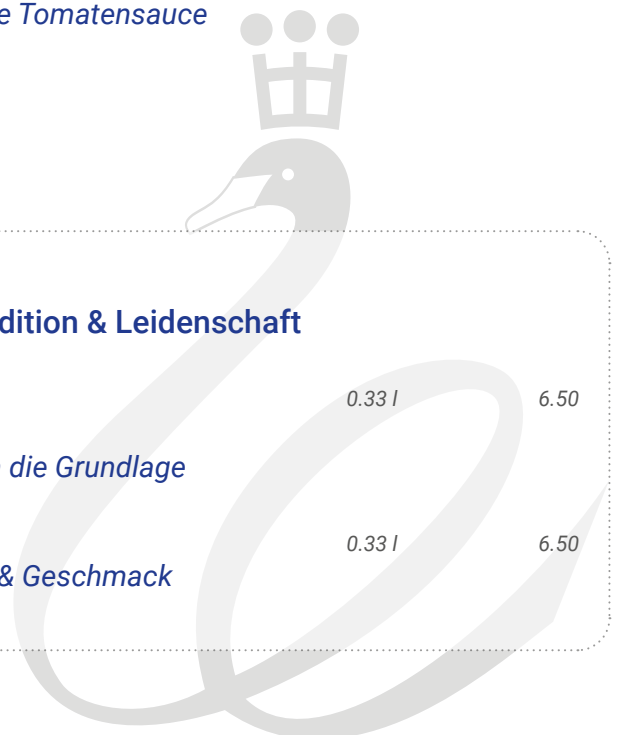 e Tomatensauce
dition & Leidenschaft
0.33 l 6.50
die Grundlage
0.33 l 6.50
& Geschmack